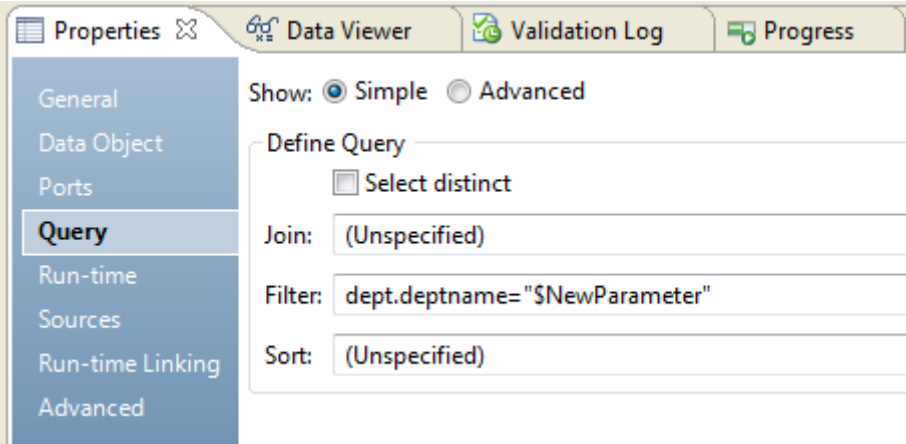 Properties Data Viewer Validation Log Progress
General
Data Object
Ports
Query
Run-time
Sources
Run-time Linking
Advanced
Show: Simple Advanced
Define Query
Select distinct
Join: (Unspecified)
Filter: dept.deptname="$NewParameter"
Sort: (Unspecified)